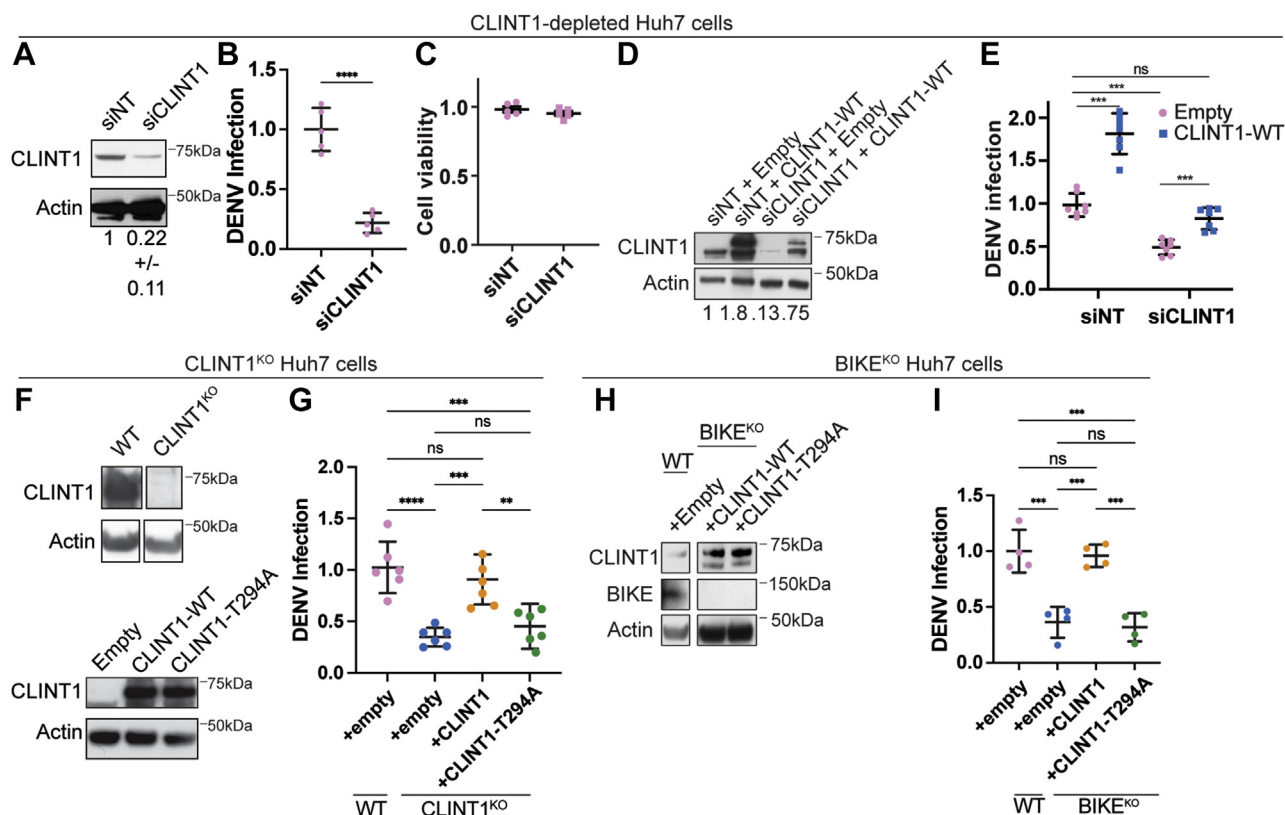 CLINT1-depleted Huh7 cells
A
siNT
siCLINT1
CLINT1
75kDa
Actin
50kDa
1 0.22
+/-
0.11
B
DENV Infection
1.5
1.0
0.5
0.0
****
siNT
siCLINT1
C
Cell viability
1.0
0.5
0.0
siNT
siCLINT1
D
siNT + Empty
siNT + CLINT1-WT
siCLINT1 + Empty
siCLINT1 + CLINT1-WT
CLINT1
75kDa
Actin
50kDa
1 1.8 .13 .75
E
DENV infection
2.0
1.5
1.0
0.5
0.0
ns
***
***
***
Empty
CLINT1-WT
siNT
siCLINT1
CLINT1ᴷᴼ Huh7 cells
F
WT
CLINT1ᴷᴼ
CLINT1
75kDa
Actin
50kDa
Empty
CLINT1-WT
CLINT1-T294A
CLINT1
75kDa
Actin
50kDa
G
DENV Infection
2.0
1.5
1.0
0.5
0.0
***
ns
ns
***
****
**
+empty
+empty
+CLINT1
+CLINT1-T294A
WT
CLINT1ᴷᴼ
BIKEᴷᴼ Huh7 cells
H
BIKEᴷᴼ
WT
+Empty
+CLINT1-WT
+CLINT1-T294A
CLINT1
75kDa
BIKE
150kDa
Actin
50kDa
I
DENV Infection
1.5
1.0
0.5
0.0
***
ns
ns
***
***
***
+empty
+empty
+CLINT1
+CLINT1-T294A
WT
BIKEᴷᴼ